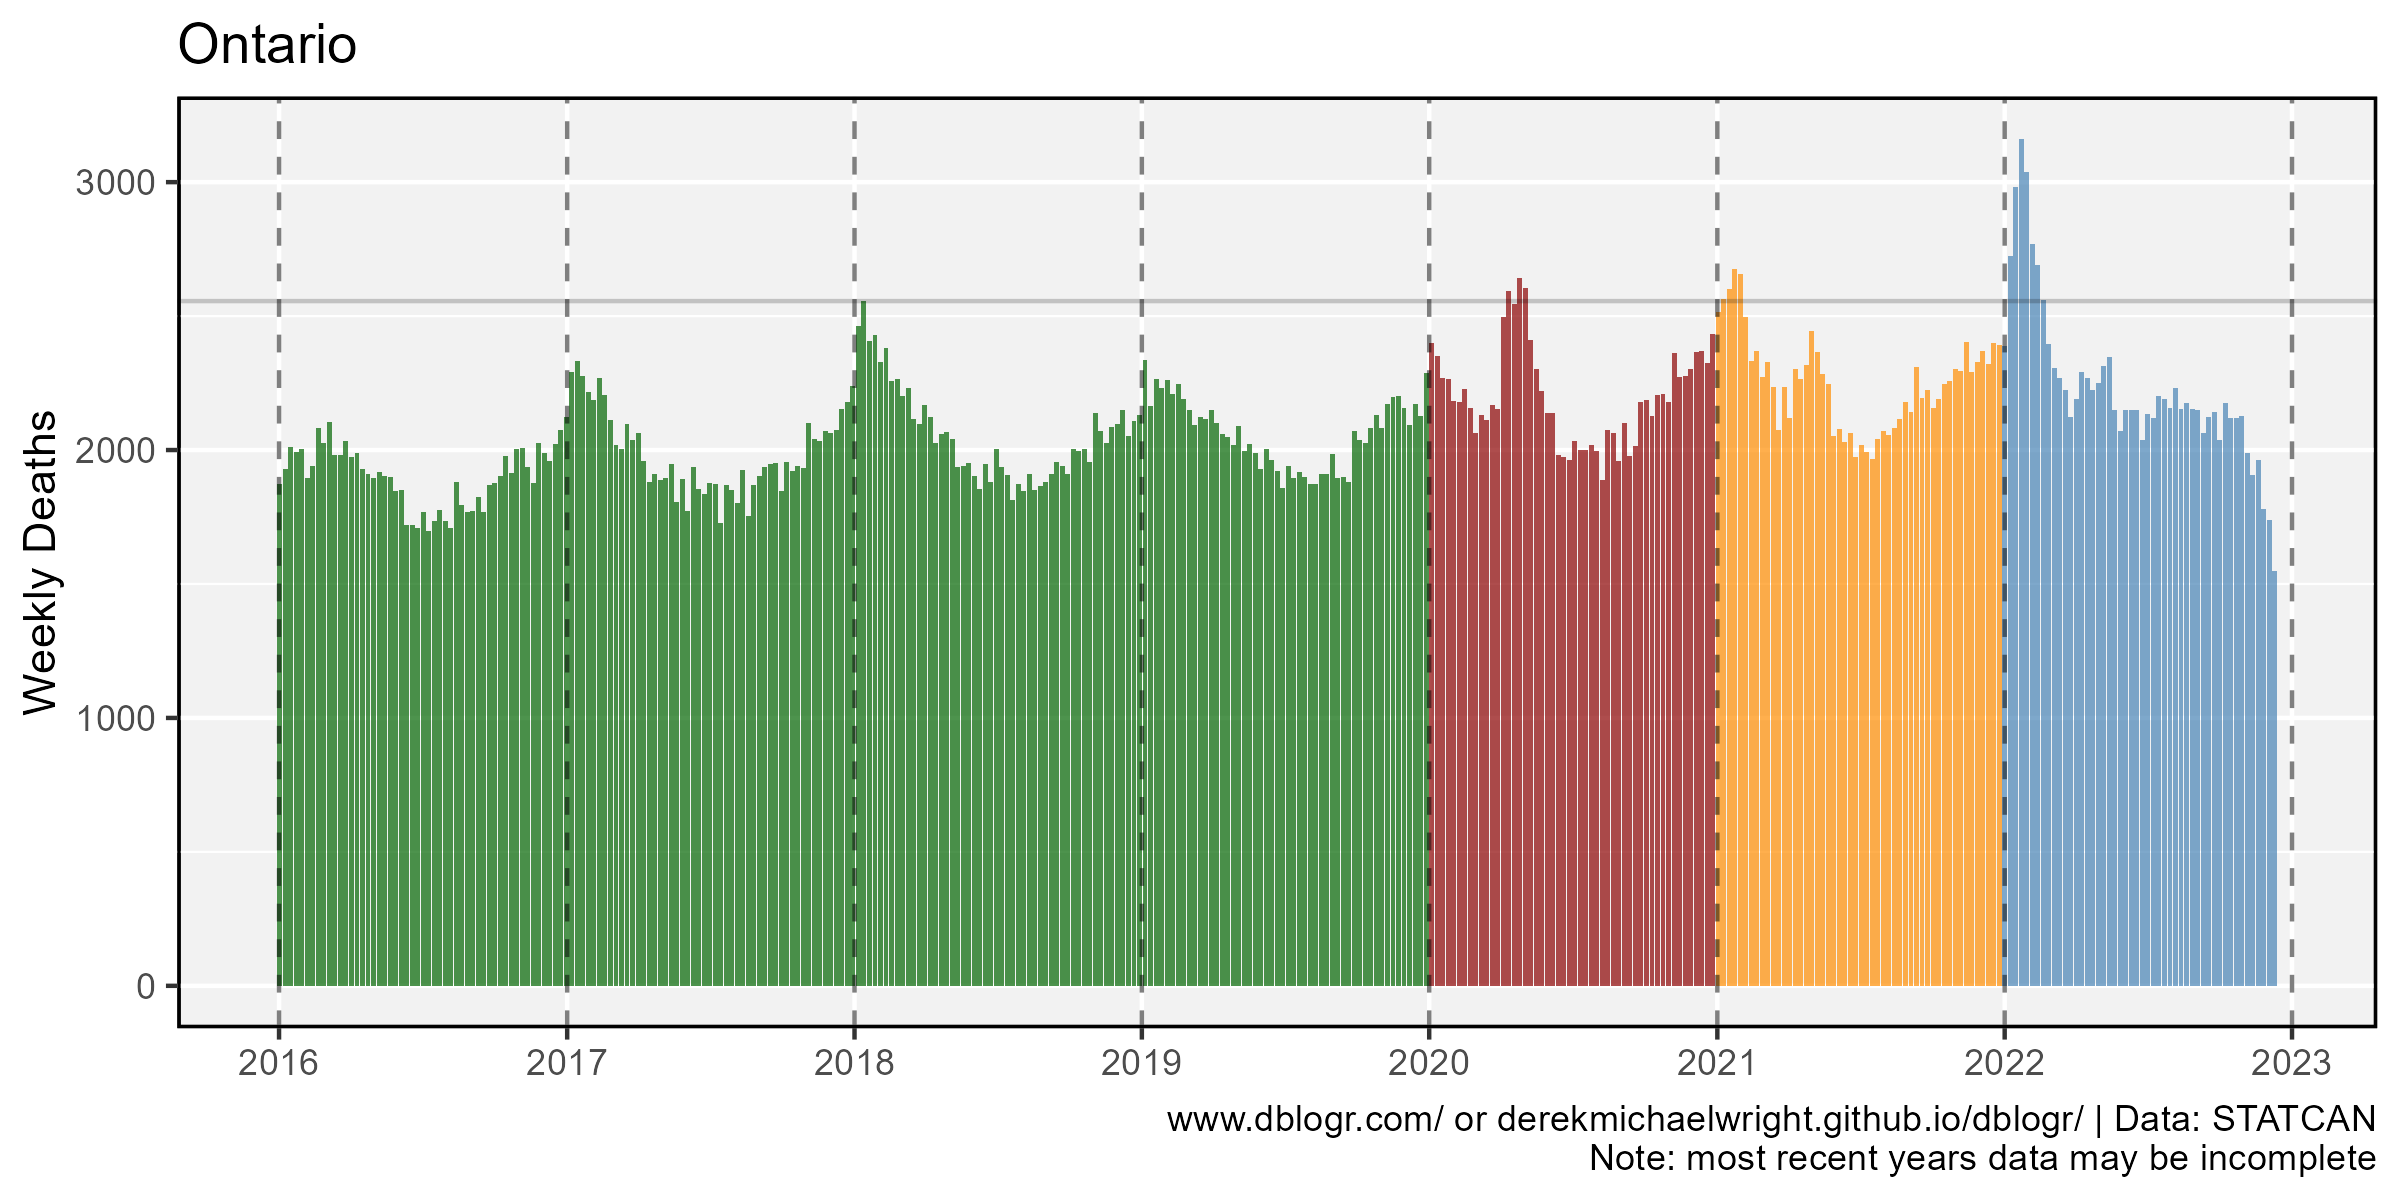 Ontario
Weekly Deaths
3000
2000
1000
0
2016 2017 2018 2019 2020 2021 2022 2023
www.dblogr.com/ or derekmichaelwright.github.io/dblogr/ | Data: STATCAN
Note: most recent years data may be incomplete